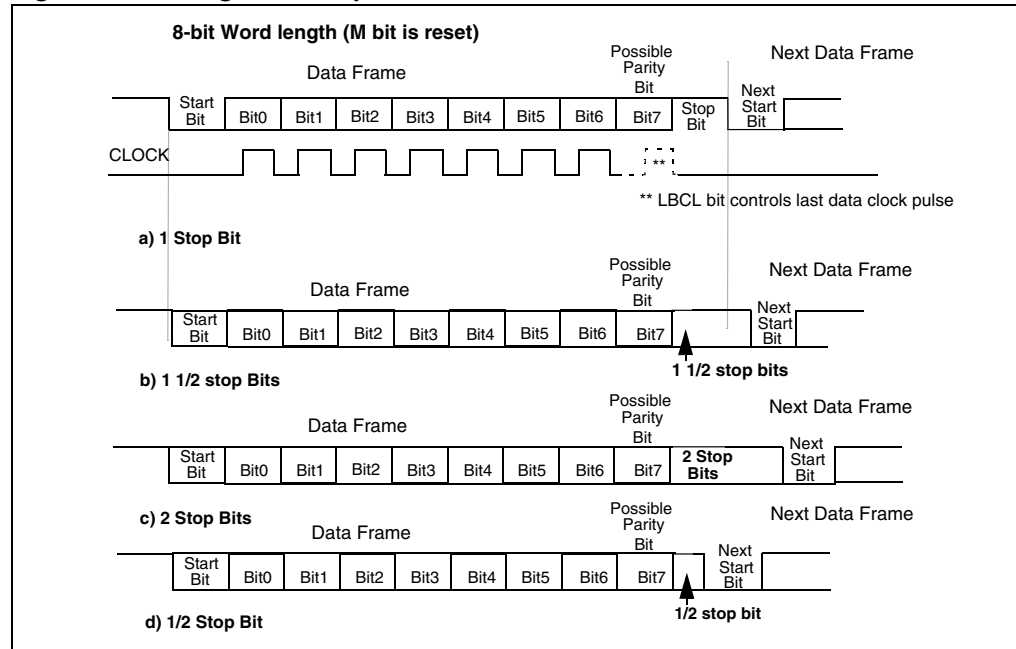 8-bit Word length (M bit is reset)
Possible
Parity
Bit
Next Data Frame
Data Frame
Start
Bit
Bit0
Bit1
Bit2
Bit3
Bit4
Bit5
Bit6
Bit7
Stop
Bit
Next
Start
Bit
CLOCK
**
** LBCL bit controls last data clock pulse
a) 1 Stop Bit
Possible
Parity
Bit
Next Data Frame
Data Frame
Start
Bit
Bit0
Bit1
Bit2
Bit3
Bit4
Bit5
Bit6
Bit7
Next
Start
Bit
1 1/2 stop bits
b) 1 1/2 stop Bits
Possible
Parity
Bit
Next Data Frame
Data Frame
Start
Bit
Bit0
Bit1
Bit2
Bit3
Bit4
Bit5
Bit6
Bit7
2 Stop
Bits
Next
Start
Bit
c) 2 Stop Bits
Possible
Parity
Bit
Next Data Frame
Data Frame
Start
Bit
Bit0
Bit1
Bit2
Bit3
Bit4
Bit5
Bit6
Bit7
Next
Start
Bit
1/2 stop bit
d) 1/2 Stop Bit